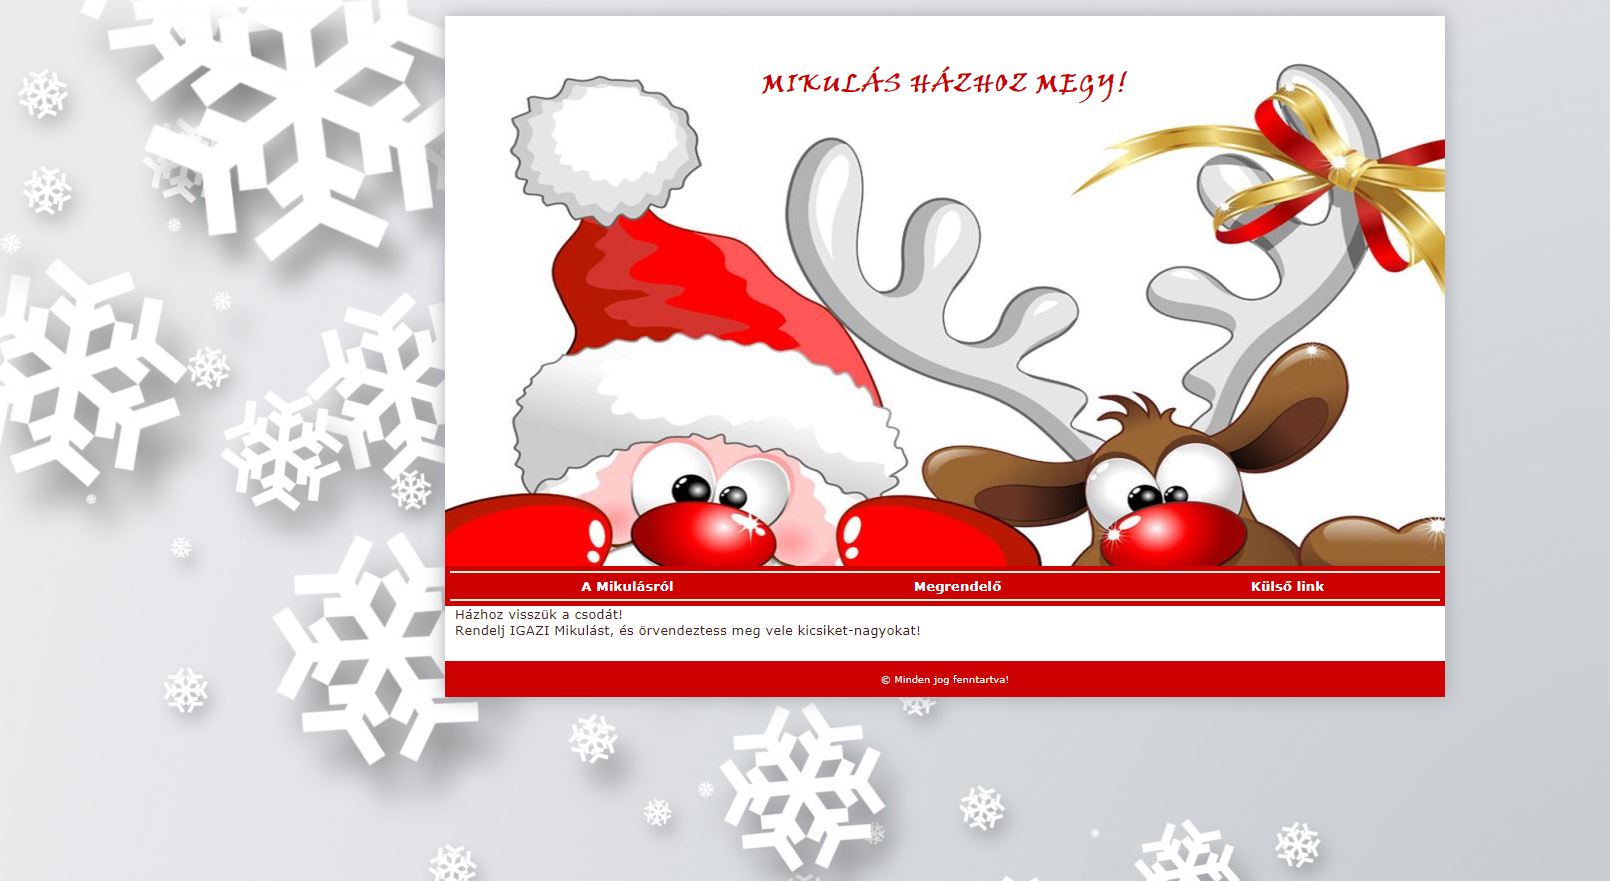 MIKULÁS HÁZHOZ MEGY!
A Mikulásról Megrendelő Külső link
Házhoz visszük a csodát!
Rendelj IGAZI Mikulást, és örvendeztess meg vele kicsiket-nagyokat!
© Minden jog fenntartva!